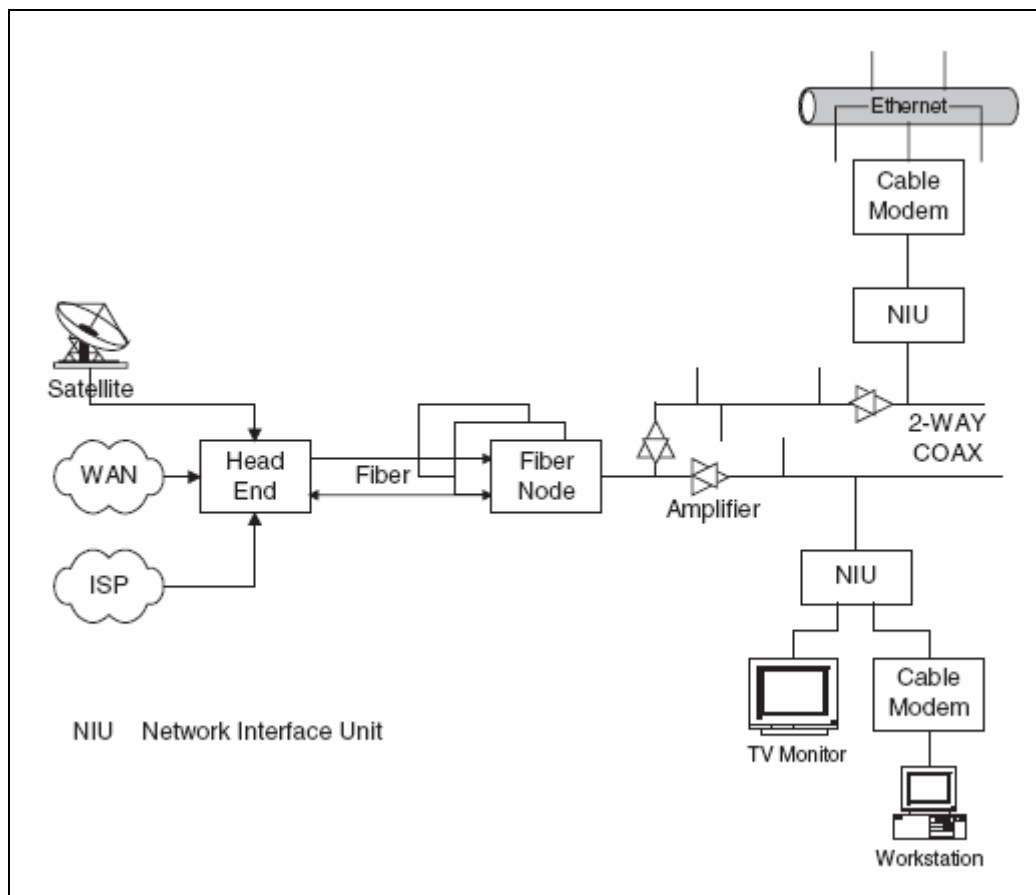 Ethernet
Cable
Modem
NIU
Satellite
2-WAY
COAX
WAN
Head
End
Fiber
Fiber
Node
Amplifier
ISP
NIU
Cable
Modem
NIU Network Interface Unit
TV Monitor
Workstation